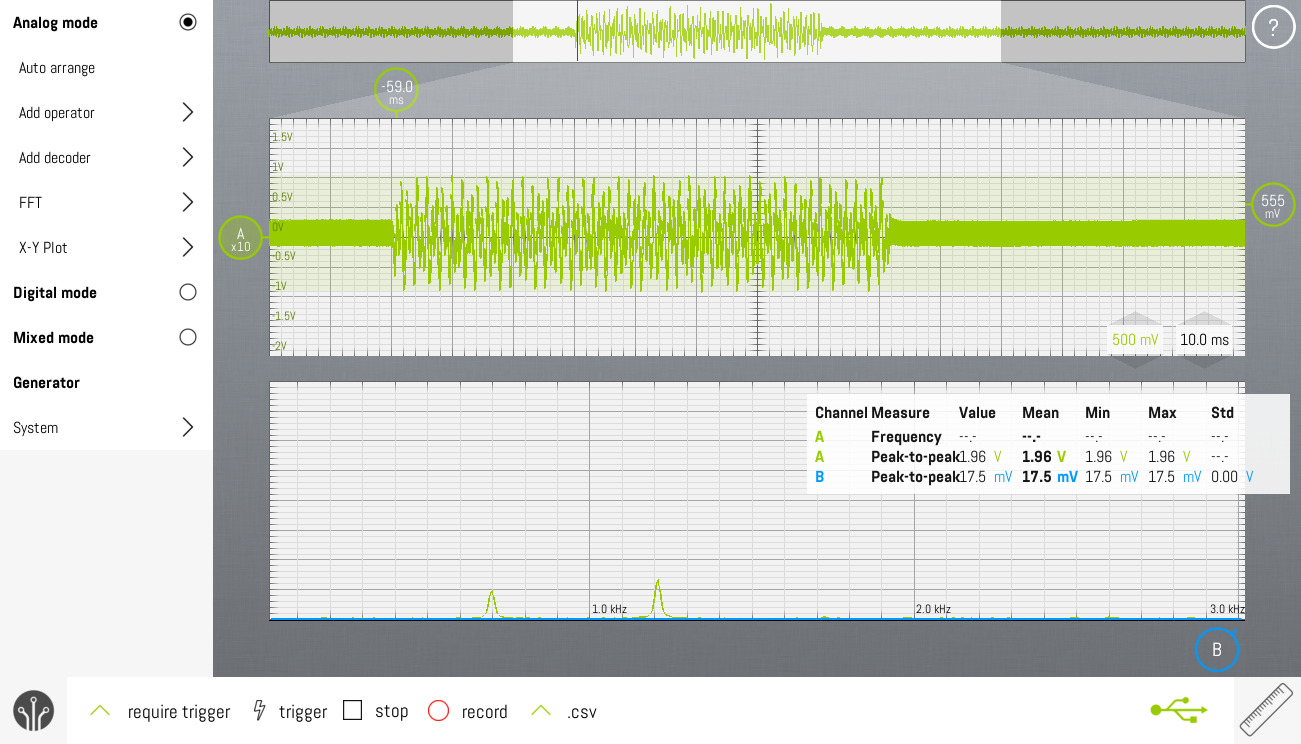 Analog mode
?
Auto arrange
-59.0
ms
Add operator
1.5V
Add decoder
1V
FFT
0.5V
555
mV
0V
A
x10
X-Y Plot
-0.5V
Digital mode
-1V
-1.5V
Mixed mode
500 mV 10.0 ms
-2V
Generator
System
Channel Measure Value Mean Min Max Std
A Frequency --.- --.- --.- --.- --.-
A Peak-to-peak 1.96 V 1.96 V 1.96 V 1.96 V --.-
B Peak-to-peak 17.5 mV 17.5 mV 17.5 mV 17.5 mV 0.00 V
1.0 kHz 2.0 kHz 3.0 kHz
B
require trigger trigger stop record .csv